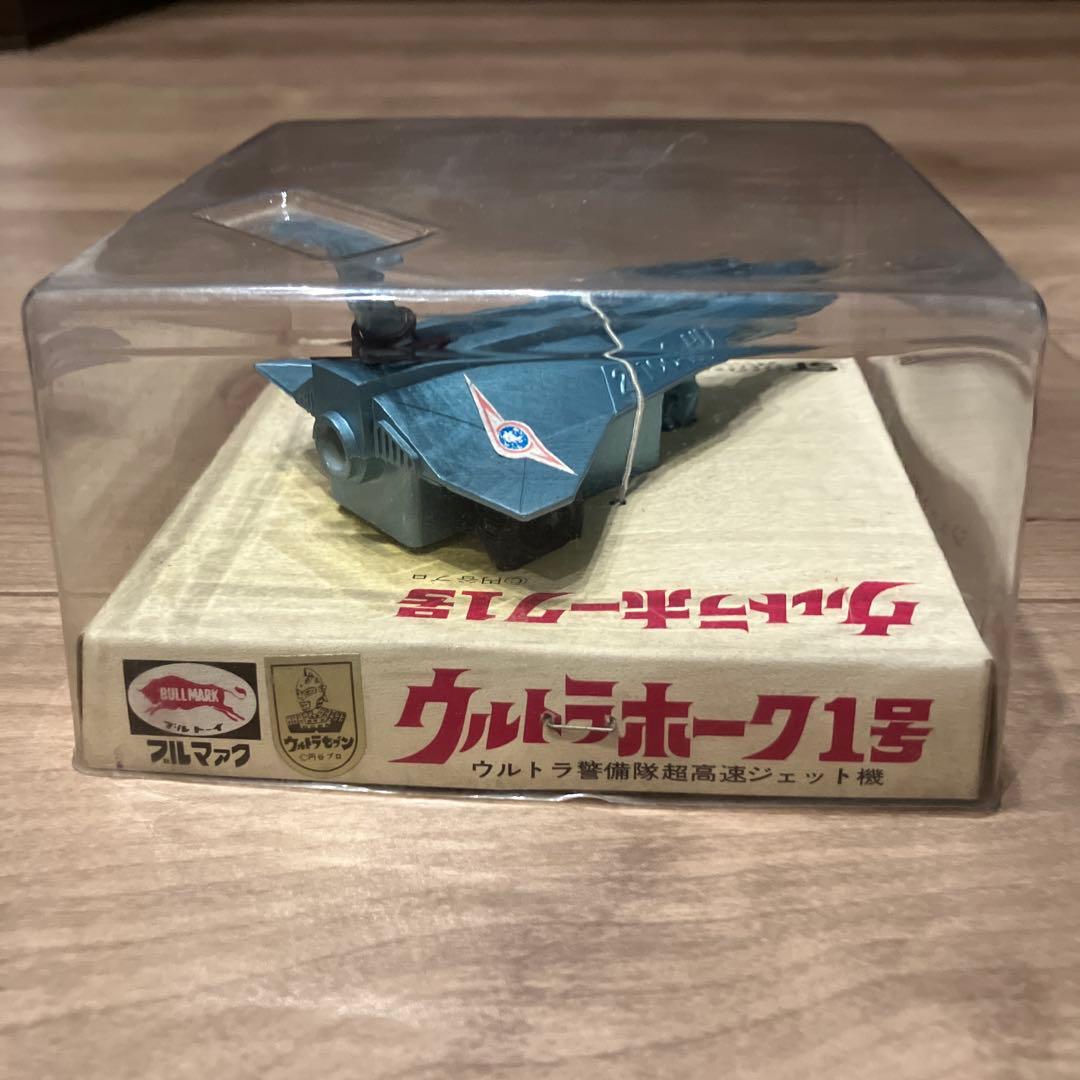 ウルトラホーク1号
©円谷プロ
BULLMARK
ブルトーイ
ブルマァク
ウルトラセブン
©円谷プロ
ウルトラホーク1号
ウルトラ警備隊超高速ジェット機
ST